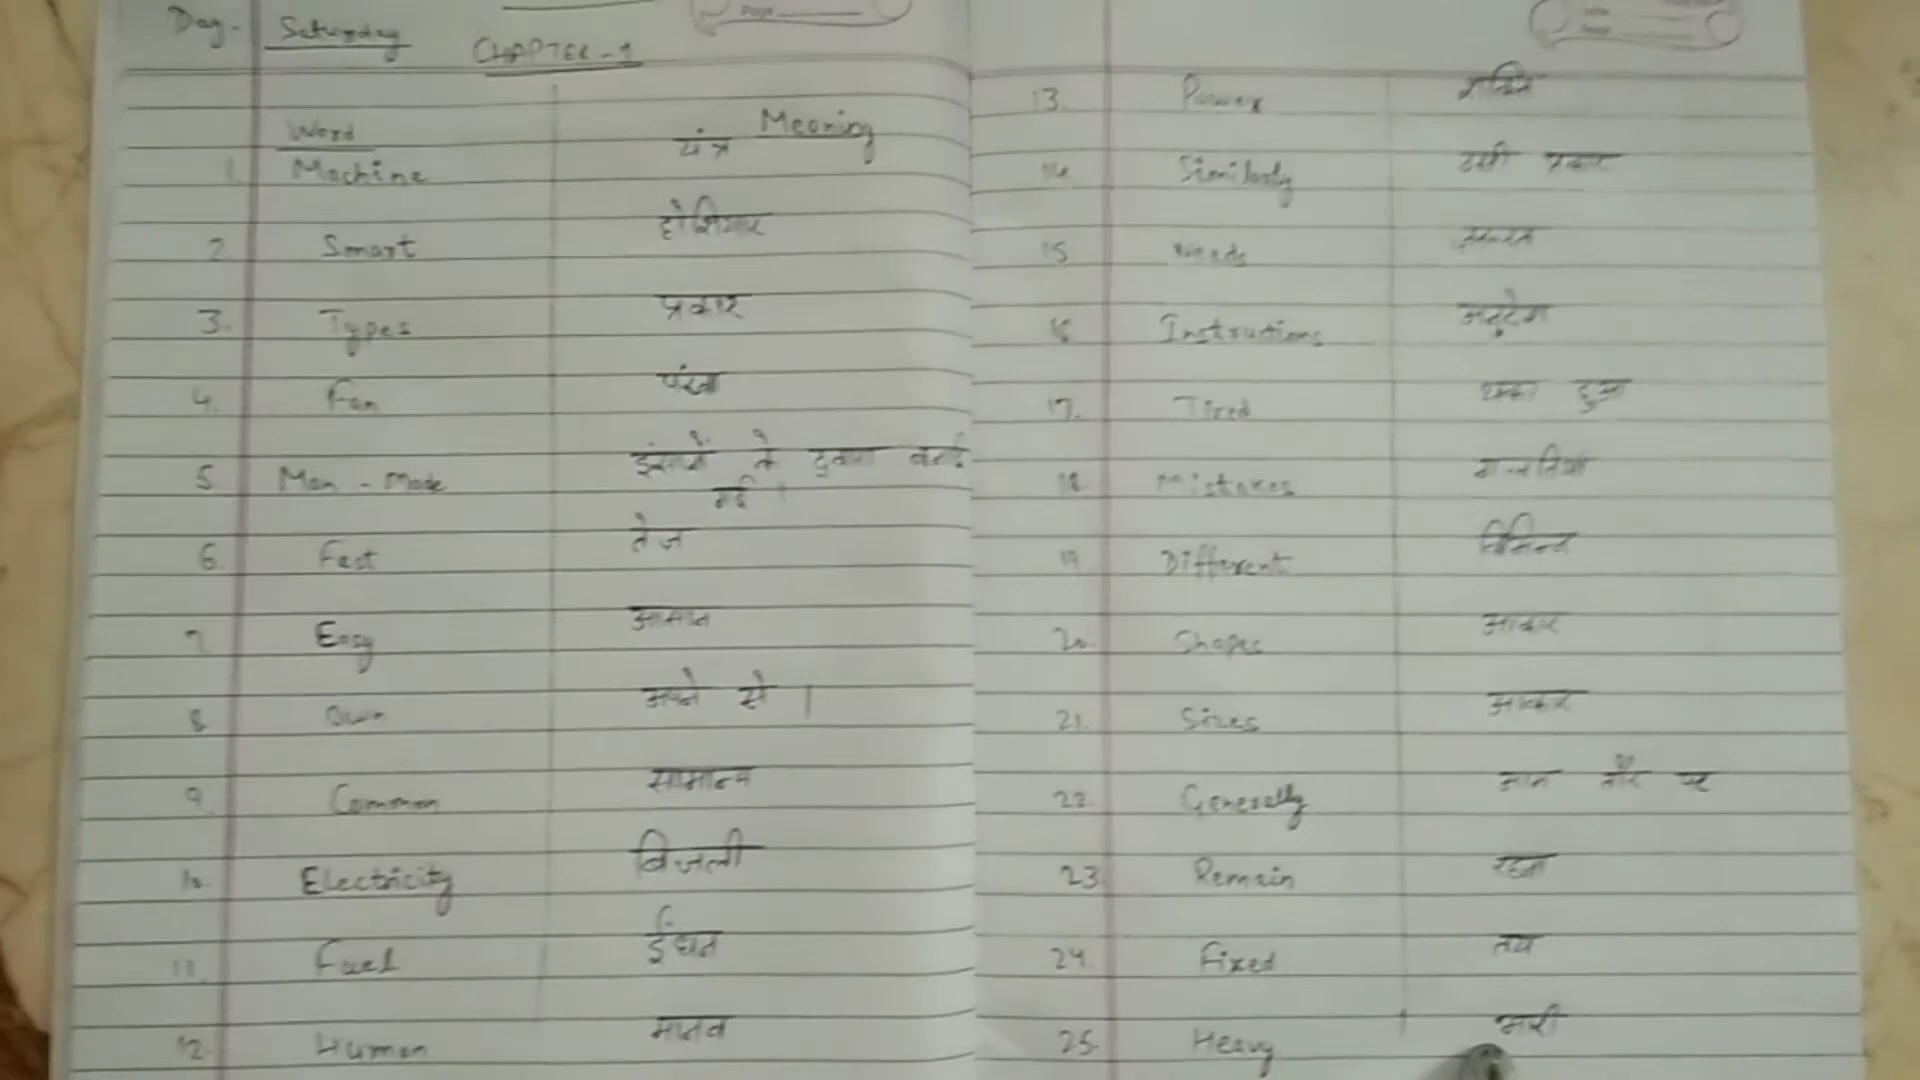 Day - Saturday
CHAPTER - 1
Word Meaning
1. Machine यंत्र
2. Smart होशियार
3. Types प्रकार
4. Fan पंखा
5. Man - Made इंसानों के द्वारा बनाई
गई।
6. Fast तेज
7. Easy आसान
8. Own अपने से।
9. Common सामान्य
10. Electricity बिजली
11. Fuel ईंधन
12. Human मानव
Page
13. Power शक्ति
14. Similarly उसी प्रकार
15. Needs जरूरत
16. Instructions अनुदेश
17. Tired थका हुआ
18. Mistakes गलतियां
19. Different विभिन्न
20. Shapes आकार
21. Sizes आकार
22. Generally आम तौर पर
23. Remain रहना
24. Fixed तय
25. Heavy भारी